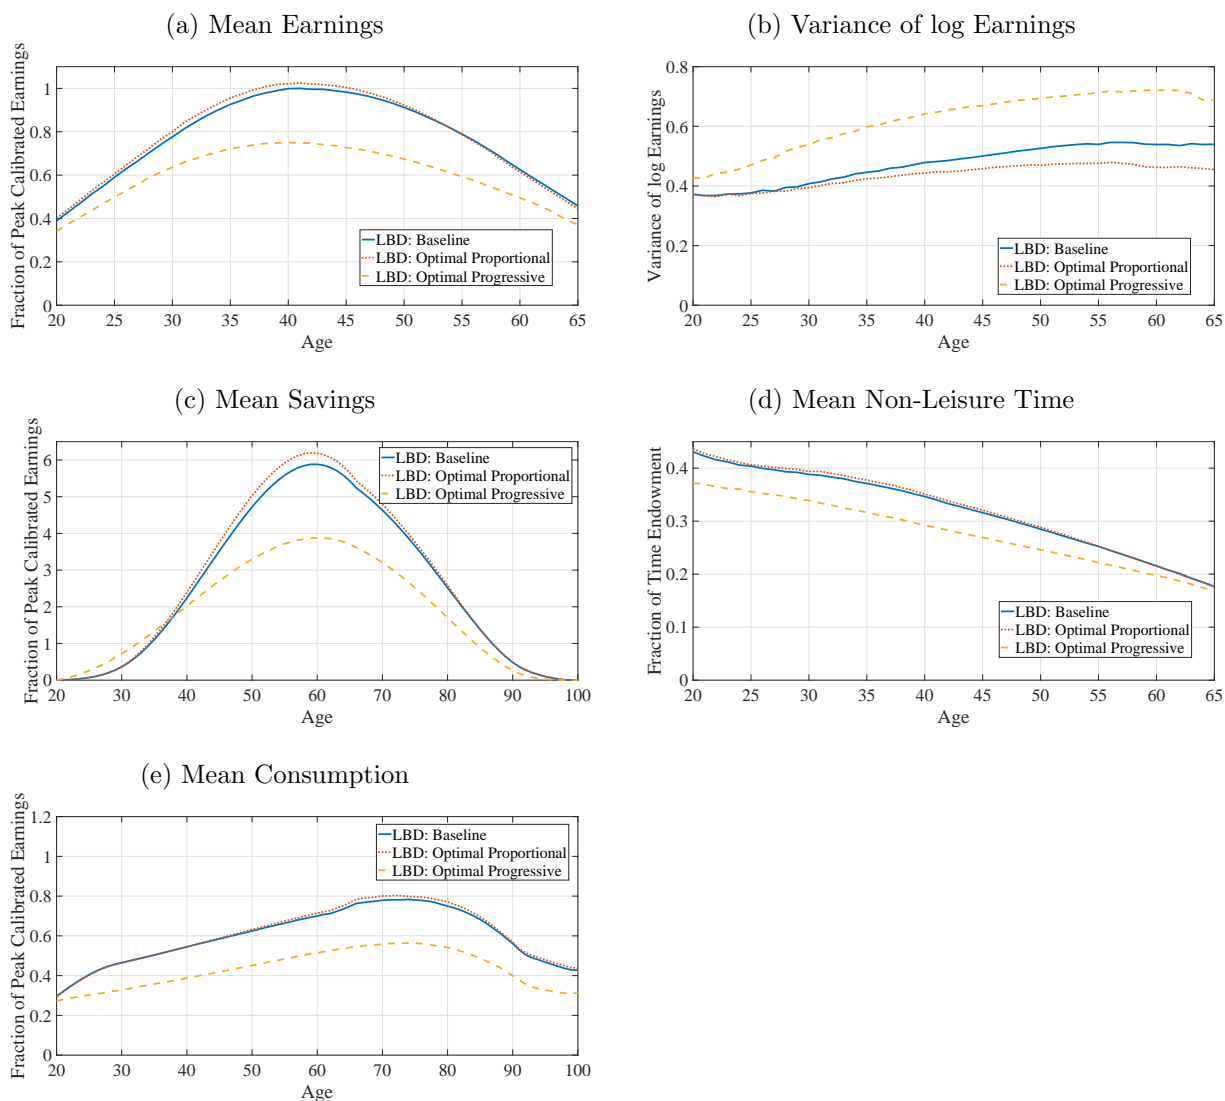 (a) Mean Earnings
Fraction of Peak Calibrated Earnings
1
0.8
0.6
0.4
0.2
0
LBD: Baseline
LBD: Optimal Proportional
LBD: Optimal Progressive
20 25 30 35 40 45 50 55 60 65
Age
(b) Variance of log Earnings
Variance of log Earnings
0.8
0.6
0.4
0.2
0
LBD: Baseline
LBD: Optimal Proportional
LBD: Optimal Progressive
20 25 30 35 40 45 50 55 60 65
Age
(c) Mean Savings
Fraction of Peak Calibrated Earnings
6
5
4
3
2
1
0
LBD: Baseline
LBD: Optimal Proportional
LBD: Optimal Progressive
20 30 40 50 60 70 80 90 100
Age
(d) Mean Non-Leisure Time
Fraction of Time Endowment
0.4
0.3
0.2
0.1
0
LBD: Baseline
LBD: Optimal Proportional
LBD: Optimal Progressive
20 25 30 35 40 45 50 55 60 65
Age
(e) Mean Consumption
Fraction of Peak Calibrated Earnings
1.2
1
0.8
0.6
0.4
0.2
0
LBD: Baseline
LBD: Optimal Proportional
LBD: Optimal Progressive
20 30 40 50 60 70 80 90 100
Age